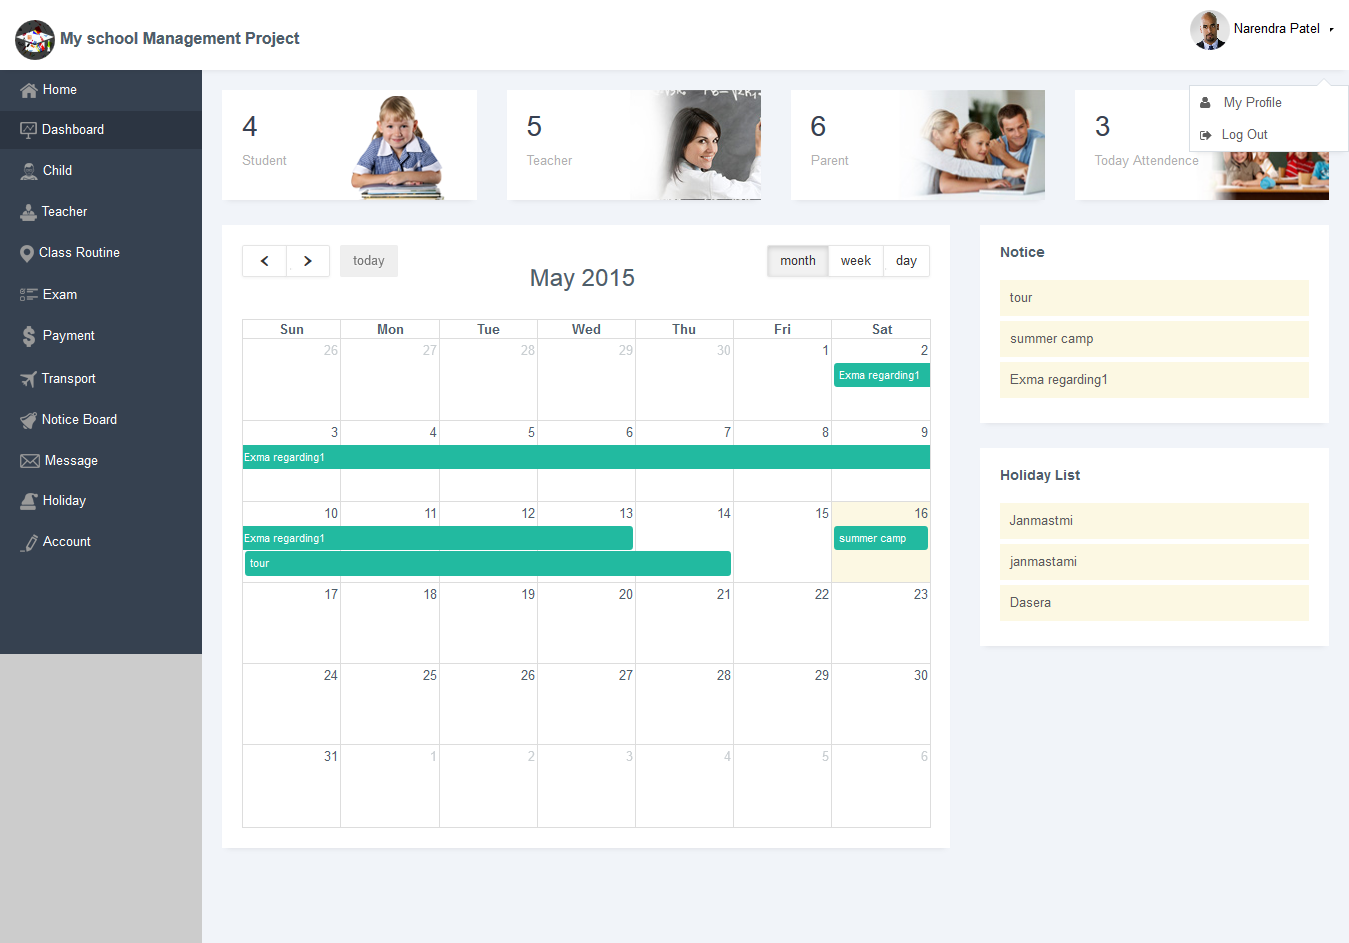 My school Management Project
Narendra Patel
My Profile
Log Out
Home
Dashboard
Child
Teacher
Class Routine
Exam
Payment
Transport
Notice Board
Message
Holiday
Account
4
Student
5
Teacher
6
Parent
3
Today Attendence
today
May 2015
month week day
Sun Mon Tue Wed Thu Fri Sat
26 27 28 29 30 1 2
Exma regarding1
3 4 5 6 7 8 9
Exma regarding1
10 11 12 13 14 15 16
Exma regarding1 summer camp
tour
17 18 19 20 21 22 23
24 25 26 27 28 29 30
31 1 2 3 4 5 6
Notice
tour
summer camp
Exma regarding1
Holiday List
Janmastmi
janmastami
Dasera